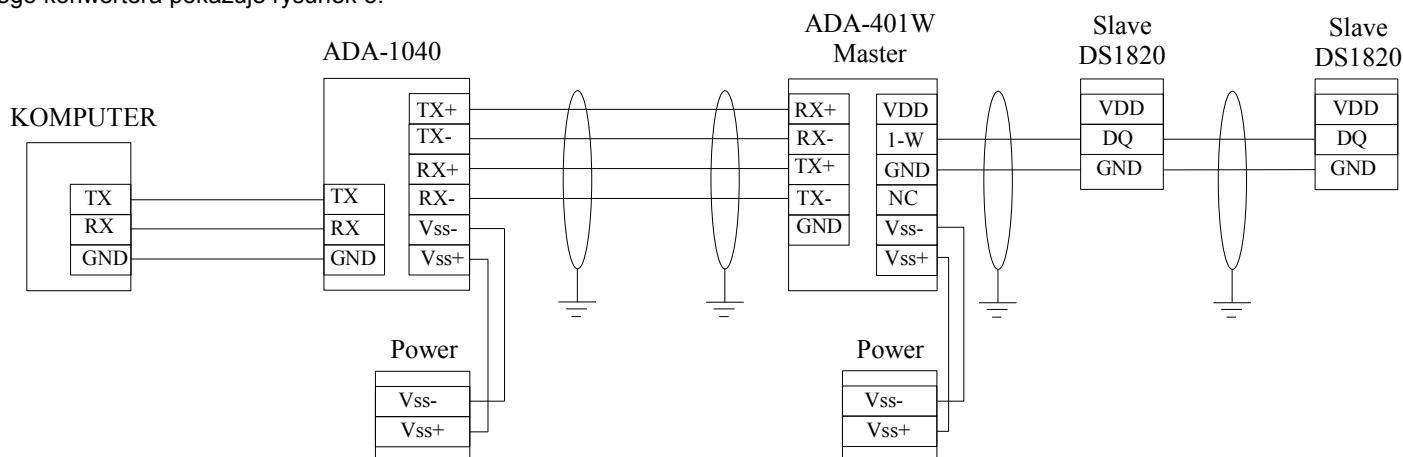 ego konwertera pokazuje rysunek
KOMPUTER
TX
RX
GND
ADA-1040
TX
RX
GND
TX+
TX-
RX+
RX-
Vss-
Vss+
Power
Vss-
Vss+
ADA-401W
Master
RX+
RX-
TX+
TX-
GND
VDD
1-W
GND
NC
Vss-
Vss+
Power
Vss-
Vss+
Slave
DS1820
VDD
DQ
GND
Slave
DS1820
VDD
DQ
GND